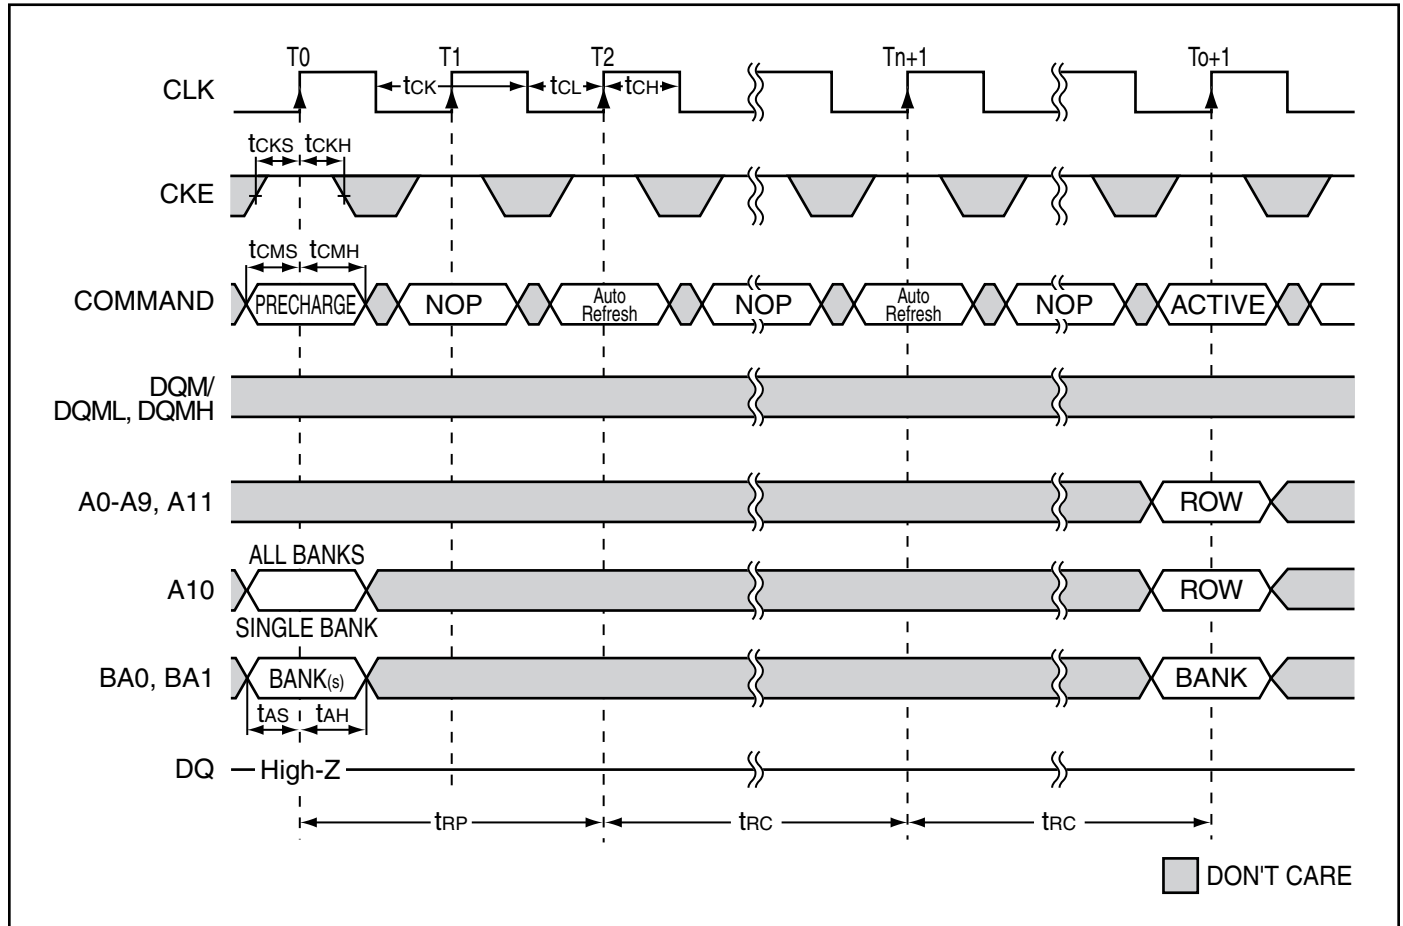 T0 T1 T2 Tn+1 To+1
CLK tCK tCL tCH
tCKS tCKH
CKE
tCMS tCMH
COMMAND PRECHARGE NOP Auto Refresh NOP Auto Refresh NOP ACTIVE
DQM/
DQML, DQMH
A0-A9, A11 ROW
ALL BANKS
A10 ROW
SINGLE BANK
BA0, BA1 BANK(s) BANK
tAS tAH
DQ High-Z
tRP tRC tRC
DON'T CARE